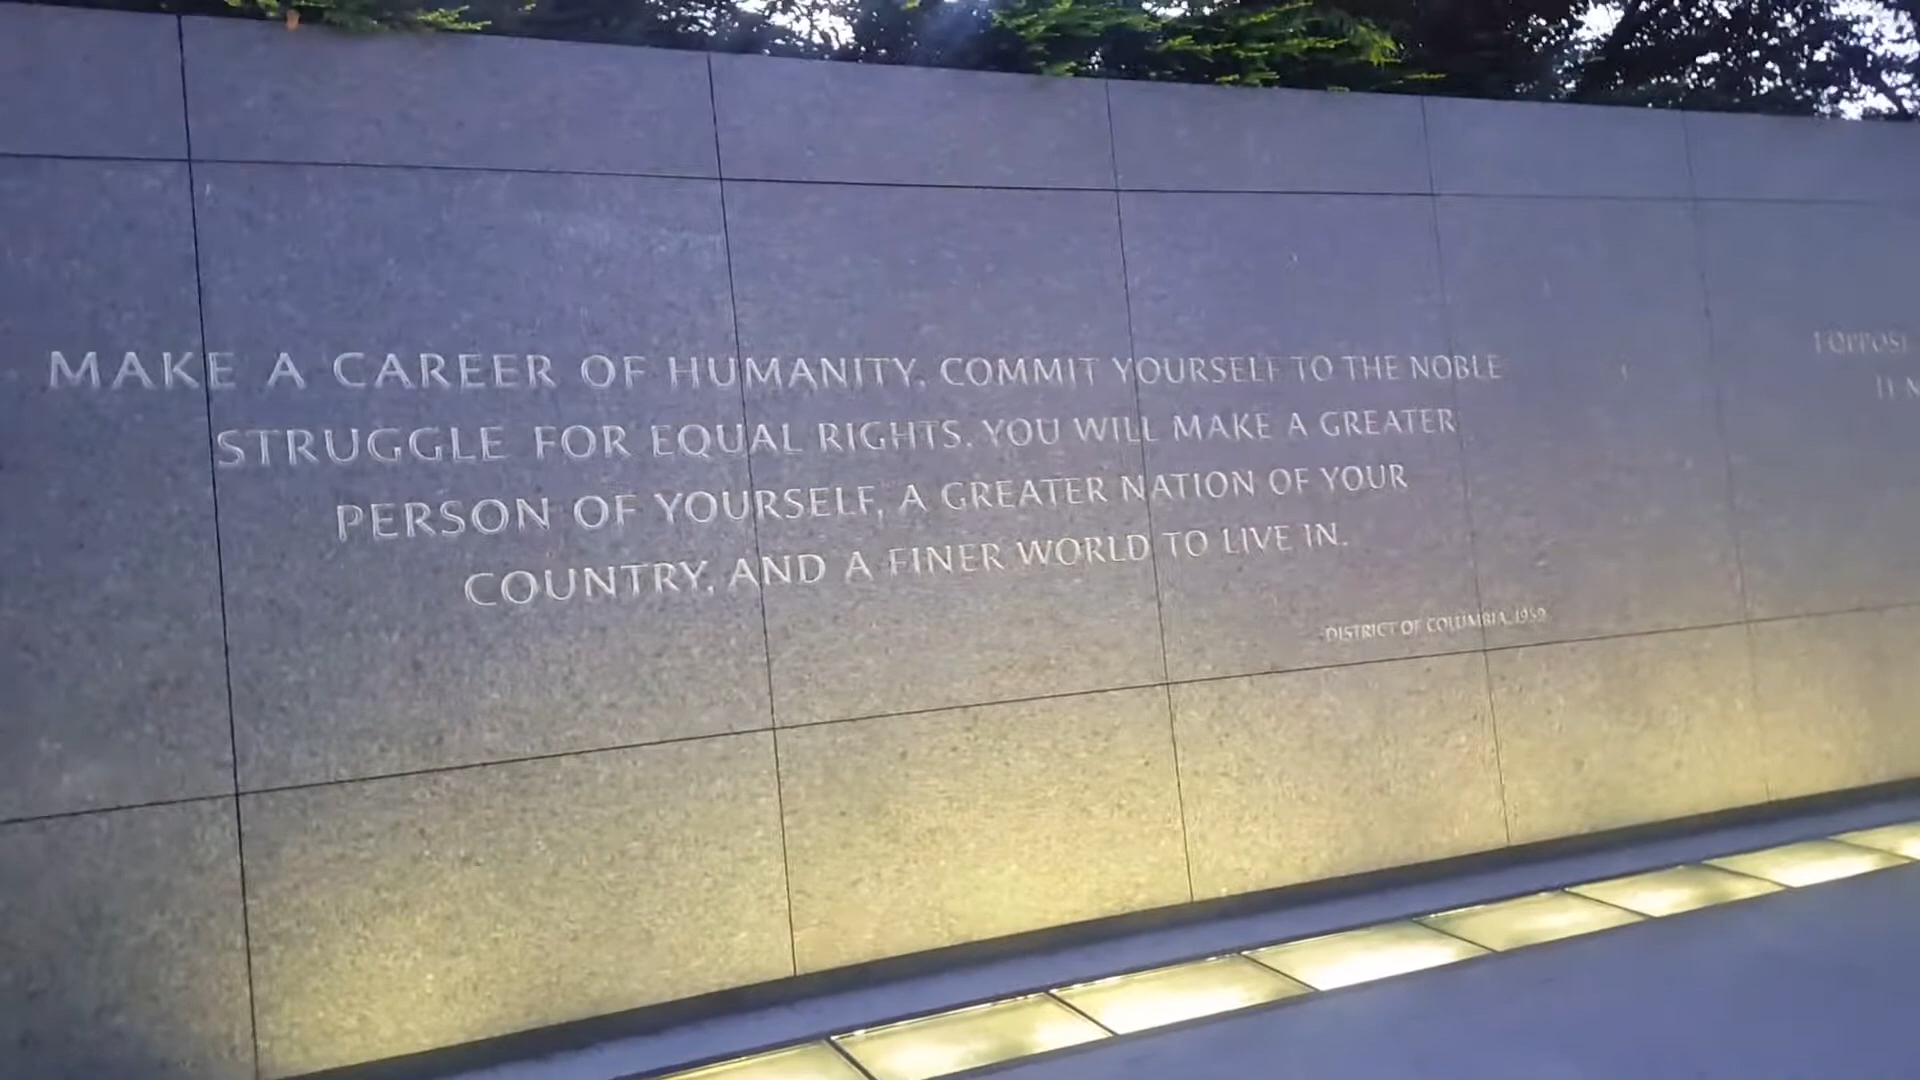 MAKE A CAREER OF HUMANITY. COMMIT YOURSELF TO THE NOBLE
STRUGGLE FOR EQUAL RIGHTS. YOU WILL MAKE A GREATER
PERSON OF YOURSELF, A GREATER NATION OF YOUR
COUNTRY, AND A FINER WORLD TO LIVE IN.
DISTRICT OF COLUMBIA, 1959
I OPPOSE